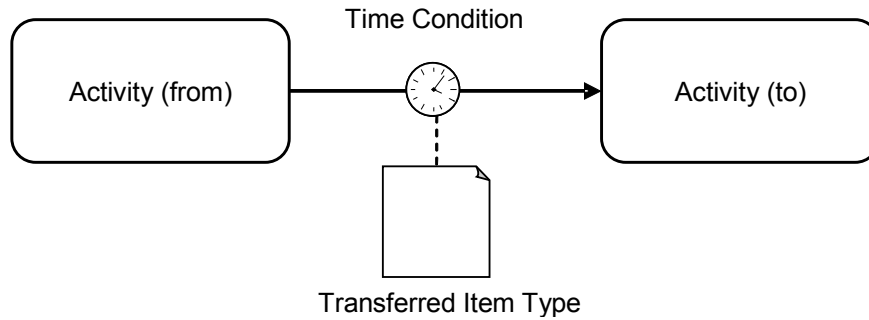 Time Condition
Activity (from)
Activity (to)
Transferred Item Type